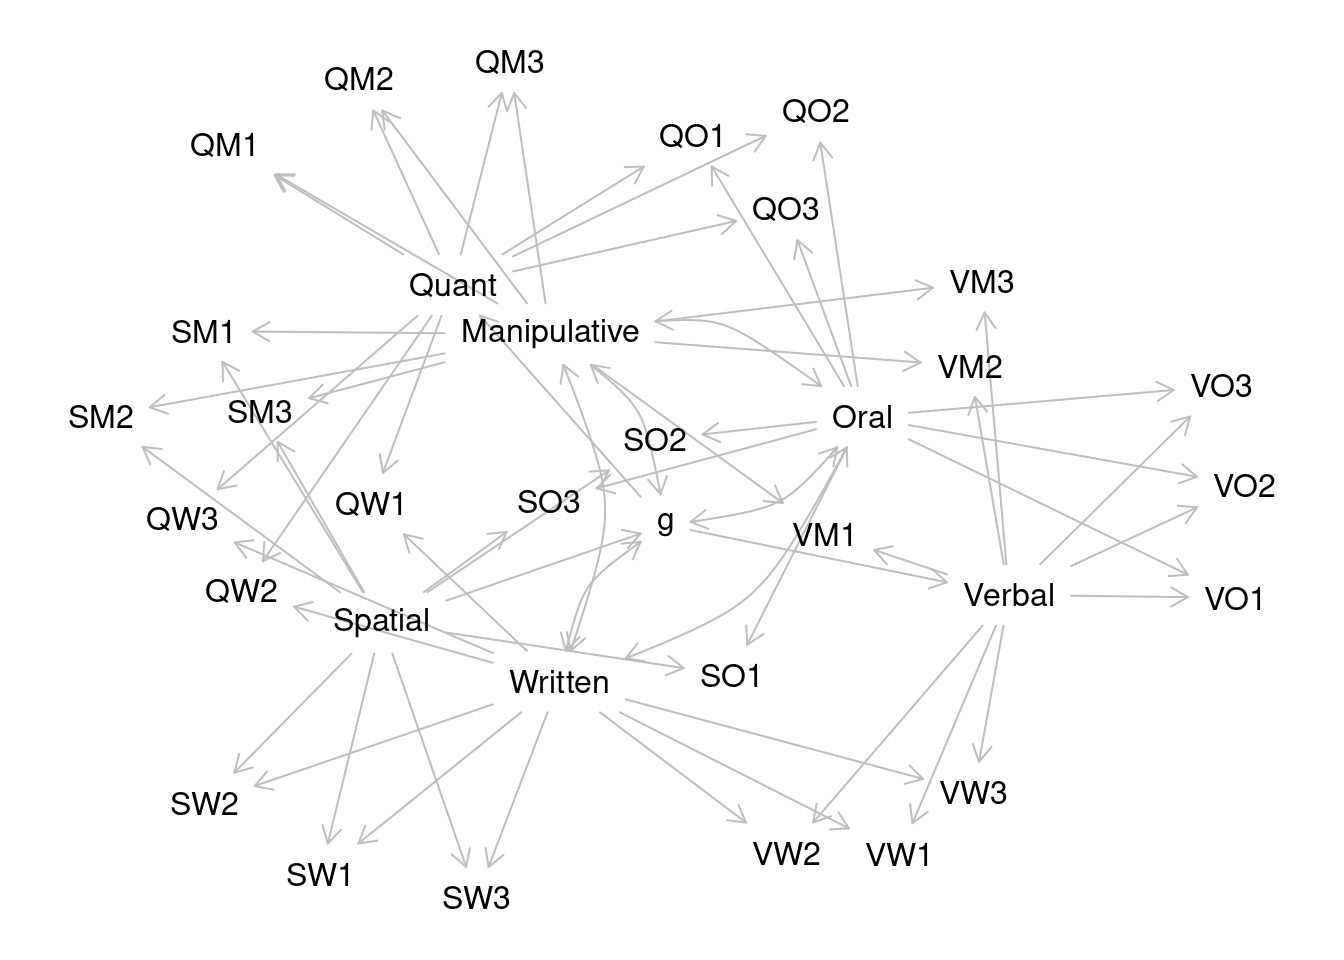 QM3
QM2
QO2
QO1
QM1
QO3
VM3
Quant
SM1
Manipulative
VM2
VO3
SM3
SM2
Oral
SO2
VO2
SO3
QW1
QW3
g
VM1
QW2
Verbal
VO1
Spatial
SO1
Written
VW3
SW2
VW2
VW1
SW1
SW3